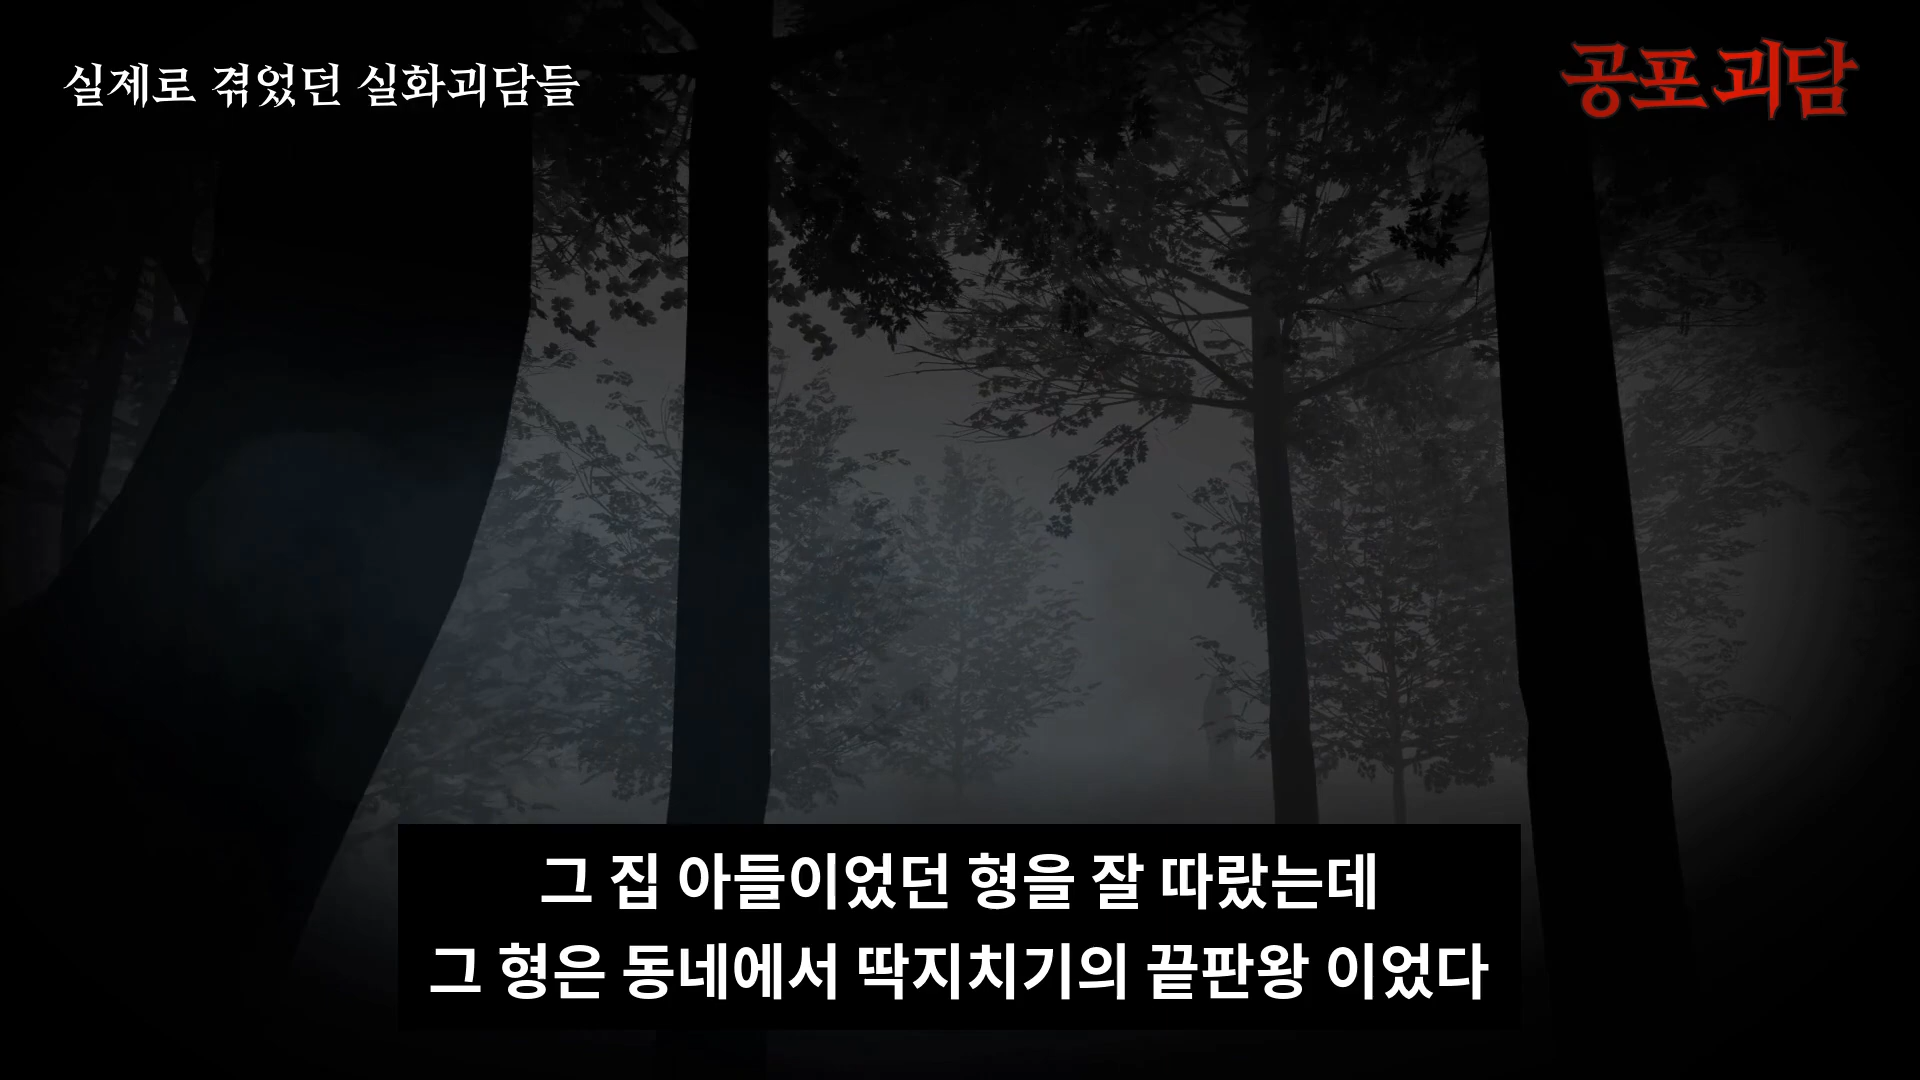 실제로 겪었던 실화괴담들
공포 괴담
그 집 아들이었던 형을 잘 따랐는데
그 형은 동네에서 딱지치기의 끝판왕 이었다